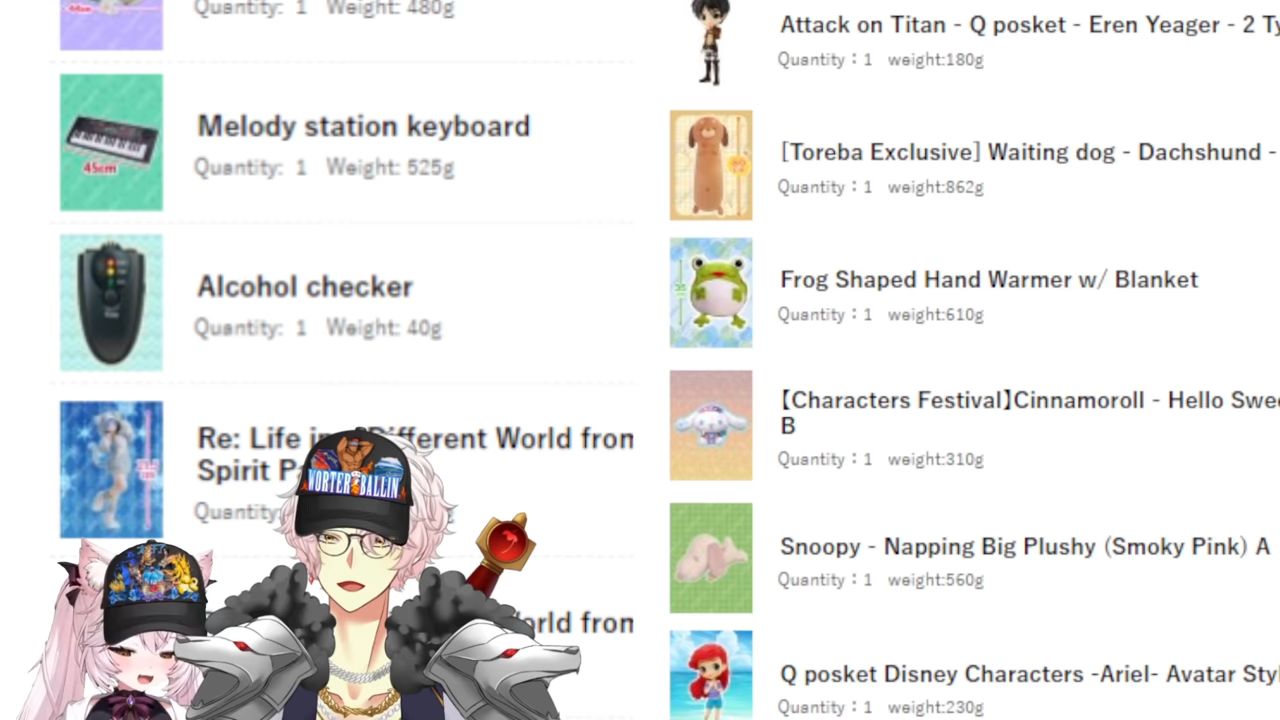 Quantity: 1 Weight: 480g
45cm
Melody station keyboard
Quantity: 1 Weight: 525g
Alcohol checker
Quantity: 1 Weight: 40g
Re: Life in a Different World from
Spirit Pa
Quantity:
WORTER BALLIN
orld from
Attack on Titan - Q posket - Eren Yeager - 2 Ty
Quantity：1 weight:180g
[Toreba Exclusive] Waiting dog - Dachshund -
Quantity：1 weight:862g
Frog Shaped Hand Warmer w/ Blanket
Quantity：1 weight:610g
【Characters Festival】Cinnamoroll - Hello Swee
B
Quantity：1 weight:310g
Snoopy - Napping Big Plushy (Smoky Pink) A
Quantity：1 weight:560g
Q posket Disney Characters -Ariel- Avatar Styl
Quantity：1 weight:230g